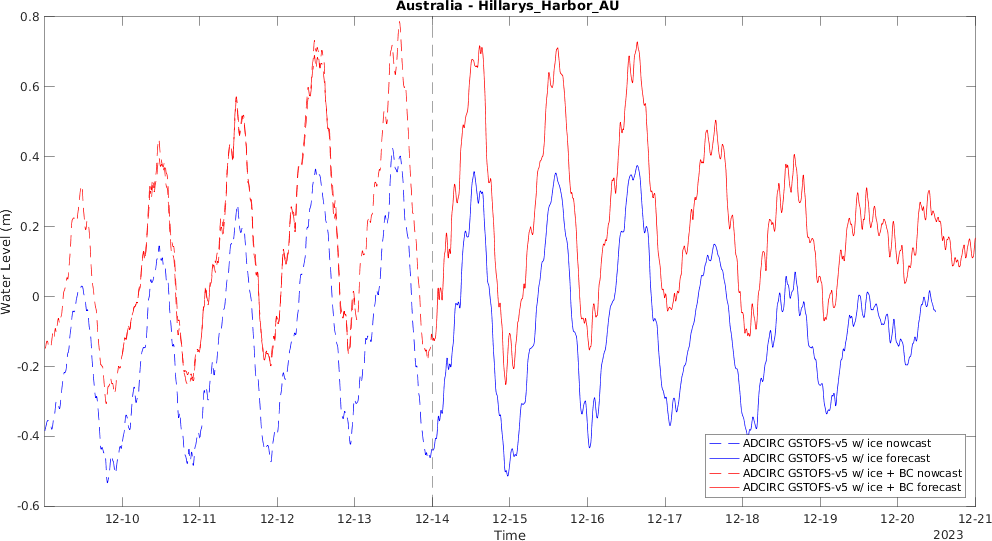 Australia - Hillarys_Harbor_AU
0.8
0.6
0.4
0.2
0
-0.2
-0.4
-0.6
Water Level (m)
ADCIRC GSTOFS-v5 w/ ice nowcast
ADCIRC GSTOFS-v5 w/ ice forecast
ADCIRC GSTOFS-v5 w/ ice + BC nowcast
ADCIRC GSTOFS-v5 w/ ice + BC forecast
12-10 12-11 12-12 12-13 12-14 12-15 12-16 12-17 12-18 12-19 12-20 12-21
Time
2023